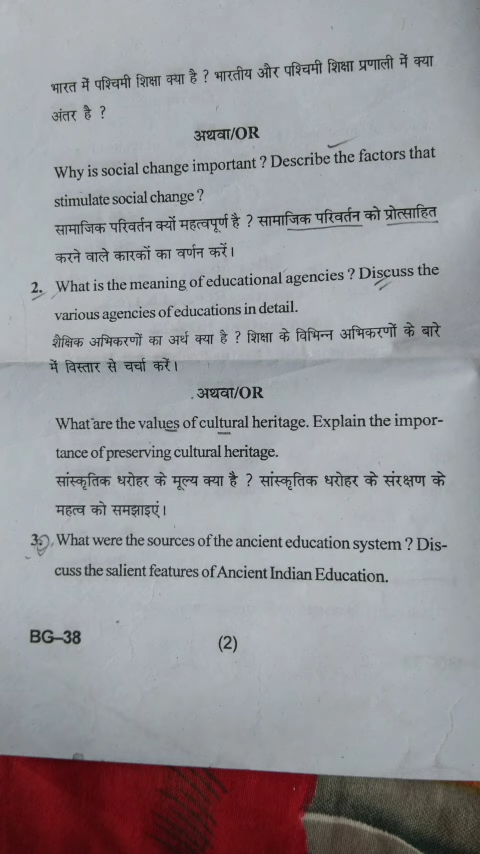 भारत में पश्चिमी शिक्षा क्या है ? भारतीय और पश्चिमी शिक्षा प्रणाली में क्या
अंतर है ?
अथवा/OR
Why is social change important ? Describe the factors that
stimulate social change ?
सामाजिक परिवर्तन क्यों महत्वपूर्ण है ? सामाजिक परिवर्तन को प्रोत्साहित
करने वाले कारकों का वर्णन करें।
2. What is the meaning of educational agencies ? Discuss the
various agencies of educations in detail.
शैक्षिक अभिकरणों का अर्थ क्या है ? शिक्षा के विभिन्न अभिकरणों के बारे
में विस्तार से चर्चा करें।
अथवा/OR
What are the values of cultural heritage. Explain the impor-
tance of preserving cultural heritage.
सांस्कृतिक धरोहर के मूल्य क्या है ? सांस्कृतिक धरोहर के संरक्षण के
महत्व को समझाइएं।
3. What were the sources of the ancient education system ? Dis-
cuss the salient features of Ancient Indian Education.
BG–38
(2)